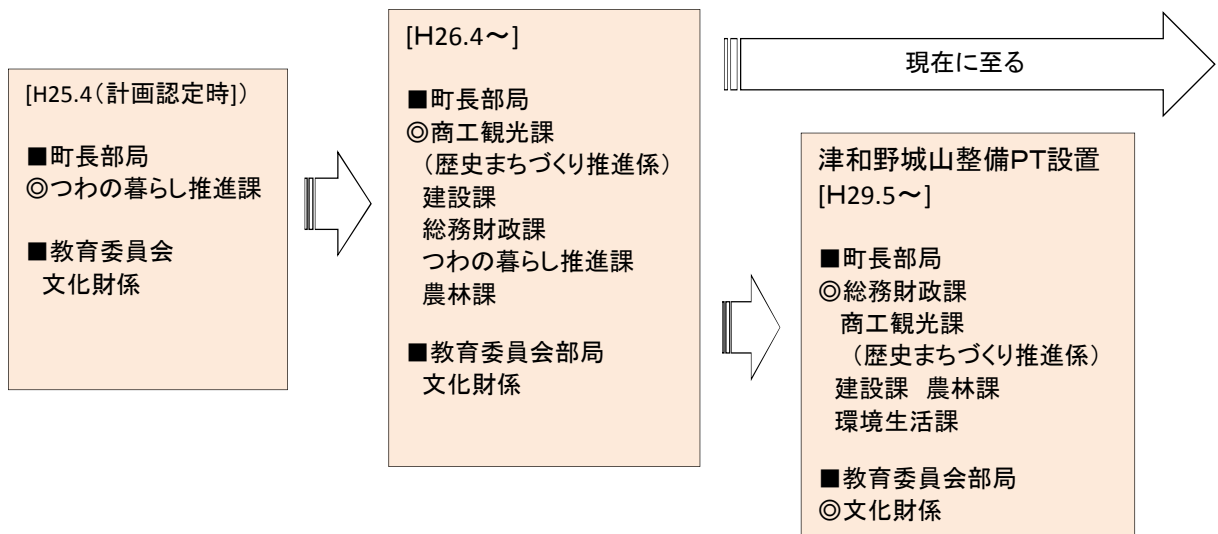 [H25.4(計画認定時])
■町長部局
◎つわの暮らし推進課
■教育委員会
文化財係
[H26.4～]
■町長部局
◎商工観光課
(歴史まちづくり推進係)
建設課
総務財政課
つわの暮らし推進課
農林課
■教育委員会部局
文化財係
現在に至る
津和野城山整備PT設置
[H29.5～]
■町長部局
◎総務財政課
商工観光課
(歴史まちづくり推進係)
建設課 農林課
環境生活課
■教育委員会部局
◎文化財係